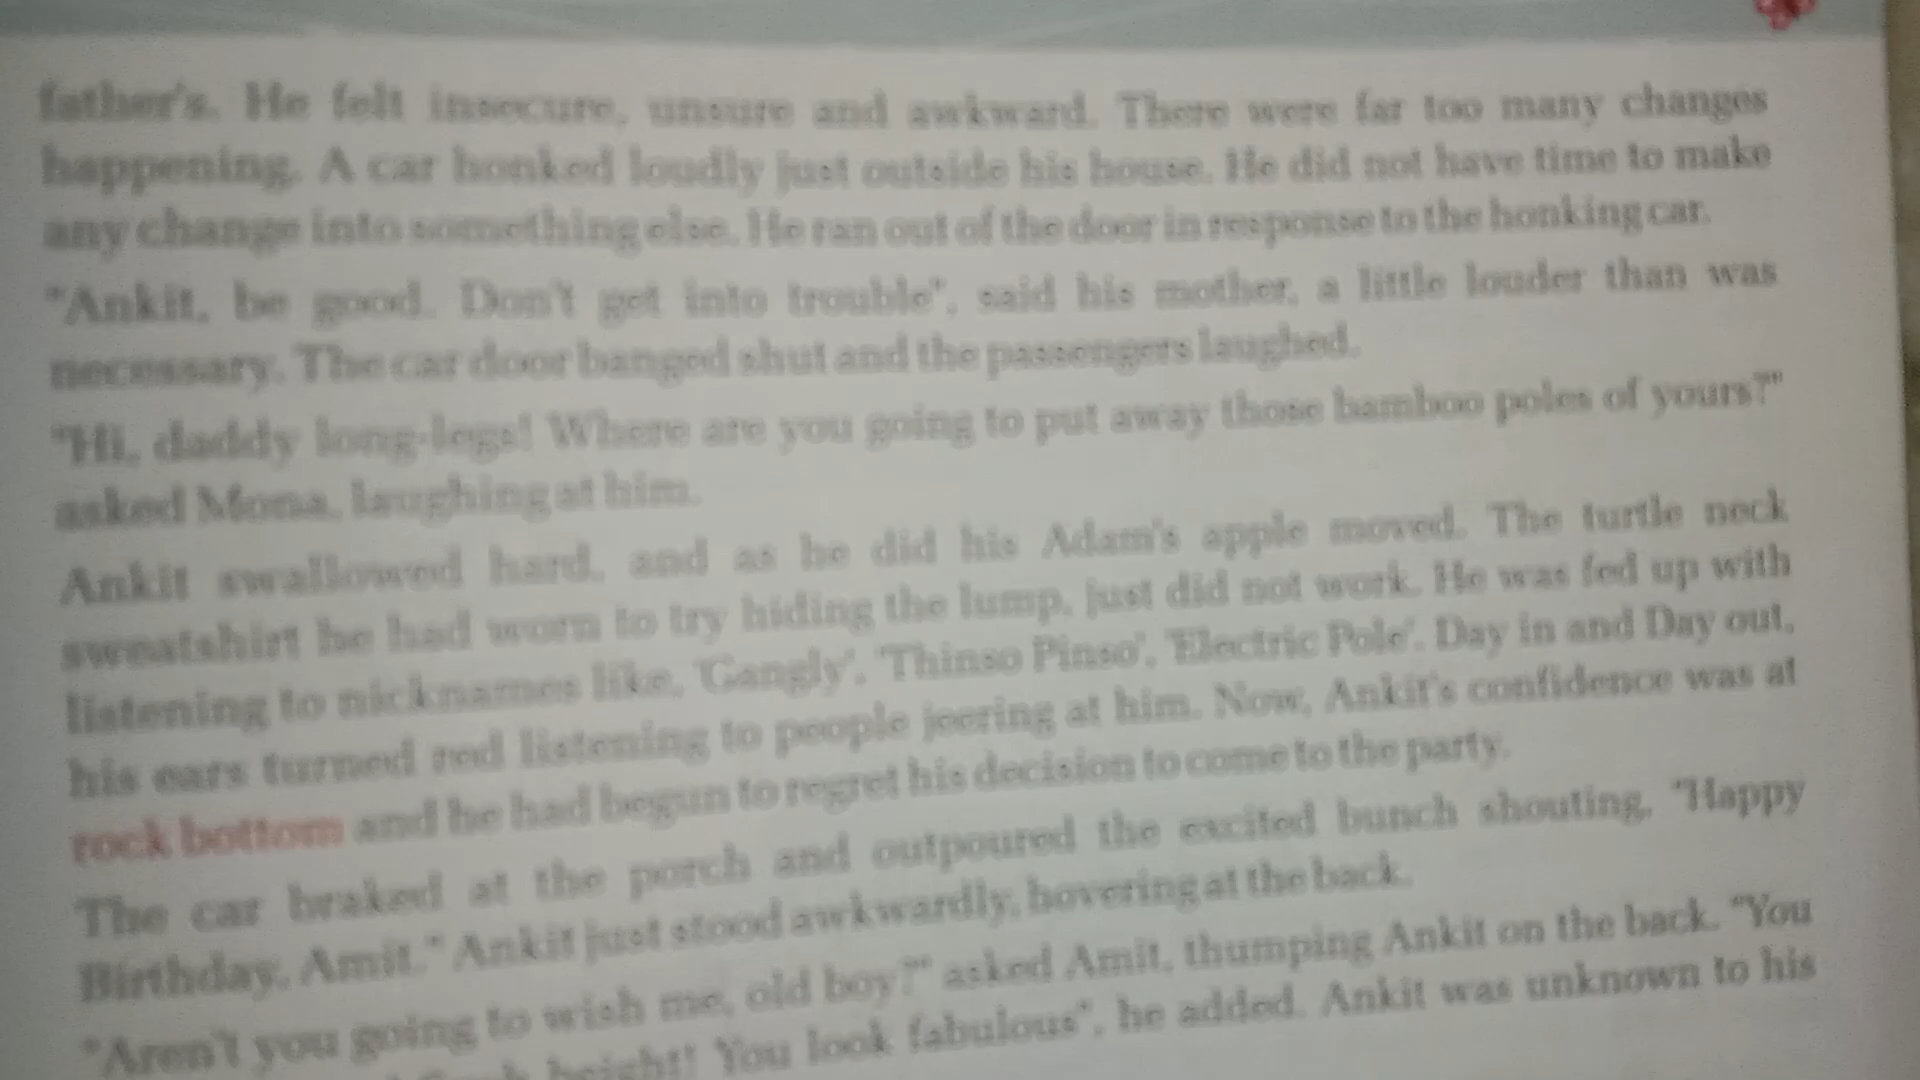 father's. He felt insecure, unsure and awkward. There were far too many changes
happening. A car honked loudly just outside his house. He did not have time to make
any change into something else. He ran out of the door in response to the honking car.
"Ankit, be good. Don't get into trouble", said his mother, a little louder than was
necessary. The car door banged shut and the passengers laughed.
"Hi, daddy long-legs! Where are you going to put away those bamboo poles of yours?"
asked Mona, laughing at him.
Ankit swallowed hard, and as he did his Adam's apple moved. The turtle neck
sweatshirt he had worn to try hiding the lump, just did not work. He was fed up with
listening to nicknames like, 'Gangly', 'Thinso Pinso', 'Electric Pole'. Day in and Day out,
his ears turned red listening to people jeering at him. Now, Ankit's confidence was at
rock bottom and he had begun to regret his decision to come to the party.
The car braked at the porch and outpoured the excited bunch shouting, "Happy
Birthday, Amit." Ankit just stood awkwardly, hovering at the back.
"Aren't you going to wish me, old boy?" asked Amit, thumping Ankit on the back. "You
height! You look fabulous", he added. Ankit was unknown to his